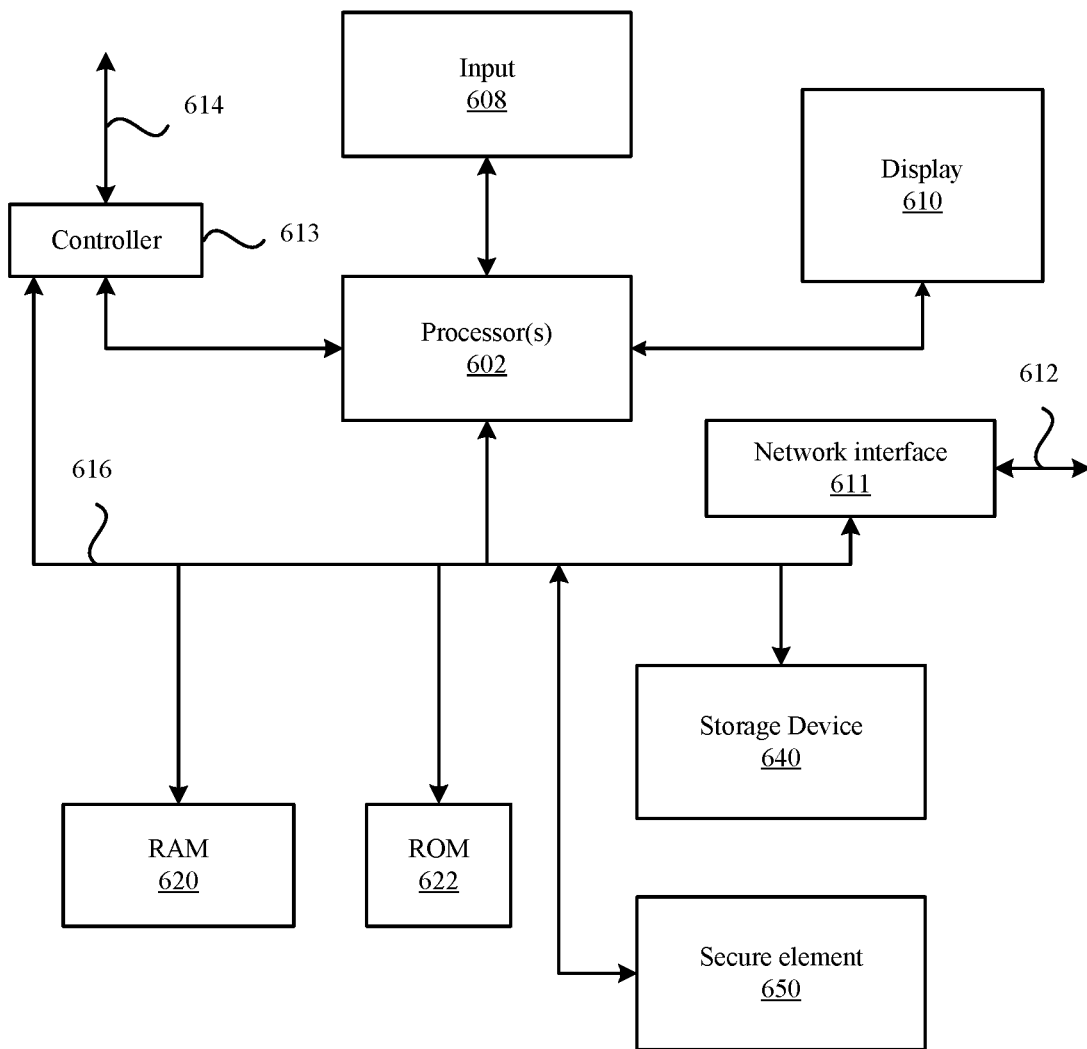 Input
608
614
Display
610
Controller
613
Processor(s)
602
612
Network interface
611
616
Storage Device
640
RAM
620
ROM
622
Secure element
650